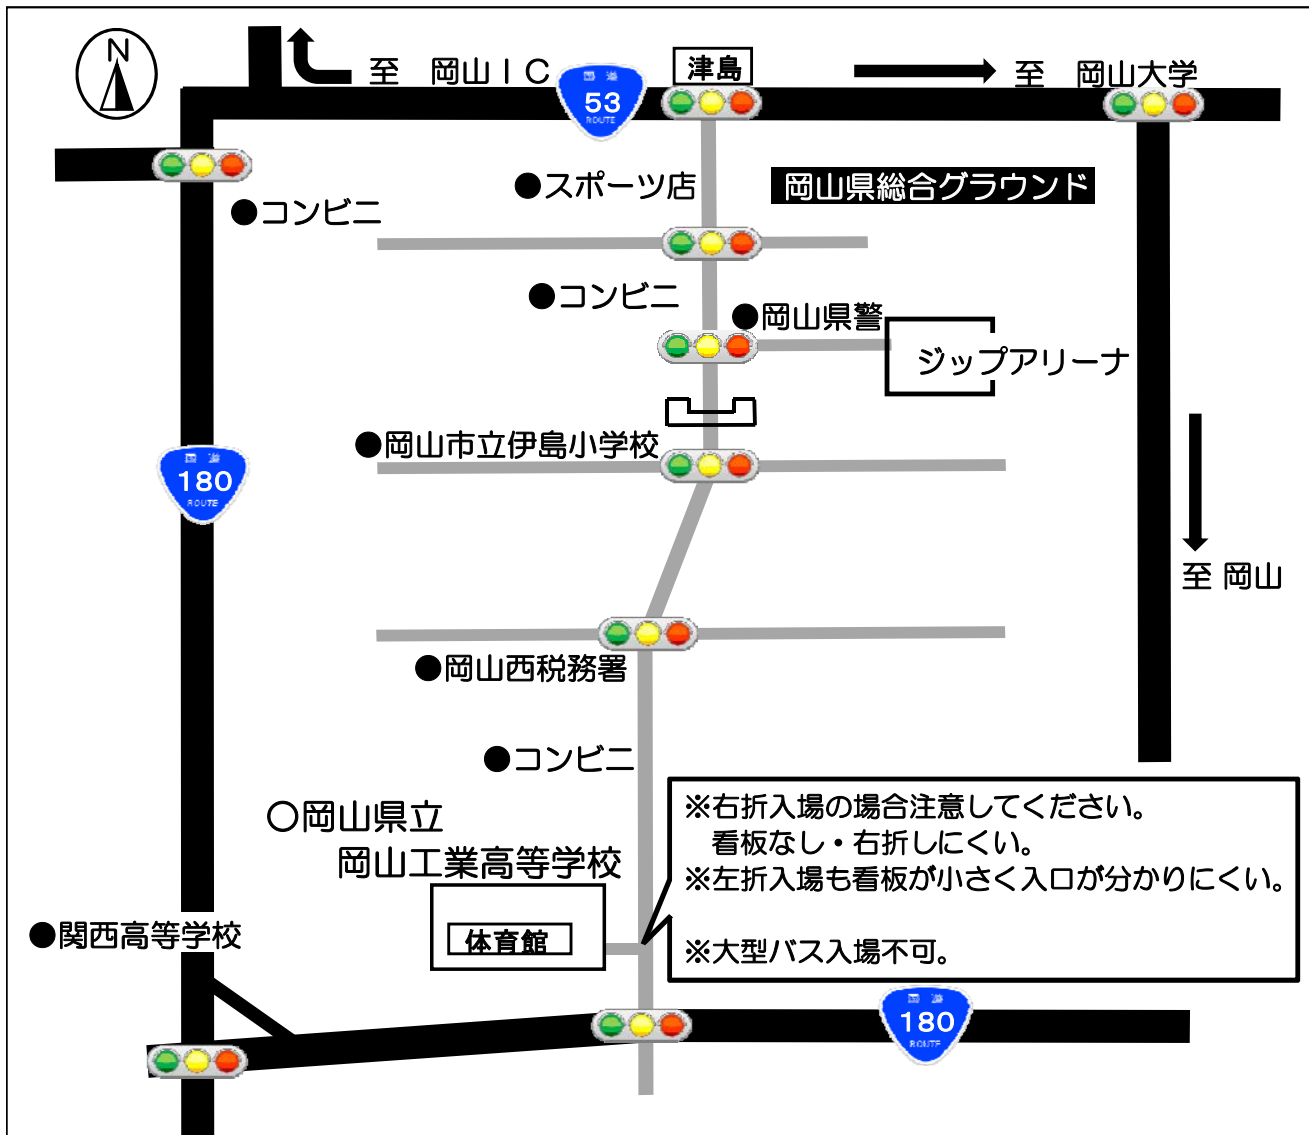 N
至 岡山IC
国道
53
ROUTE
津島
至 岡山大学
●スポーツ店
岡山県総合グラウンド
●コンビニ
●コンビニ
●岡山県警
ジップアリーナ
●岡山市立伊島小学校
国道
180
ROUTE
至 岡山
●岡山西税務署
●コンビニ
○岡山県立
岡山工業高等学校
体育館
※右折入場の場合注意してください。
看板なし・右折しにくい。
※左折入場も看板が小さく入口が分かりにくい。
※大型バス入場不可。
●関西高等学校
国道
180
ROUTE